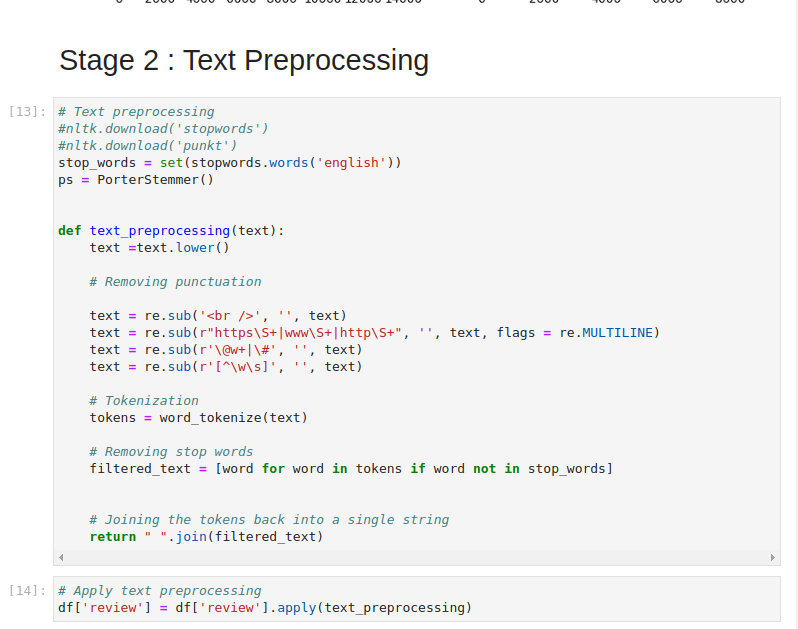 Stage 2 : Text Preprocessing
[13]: # Text preprocessing
#nltk.download('stopwords')
#nltk.download('punkt')
stop_words = set(stopwords.words('english'))
ps = PorterStemmer()
def text_preprocessing(text):
    text =text.lower()
    # Removing punctuation
    text = re.sub('<br />', '', text)
    text = re.sub(r"https\S+|www\S+|http\S+", '', text, flags = re.MULTILINE)
    text = re.sub(r'\@w+|\#', '', text)
    text = re.sub(r'[^\w\s]', '', text)
    # Tokenization
    tokens = word_tokenize(text)
    # Removing stop words
    filtered_text = [word for word in tokens if word not in stop_words]
    # Joining the tokens back into a single string
    return " ".join(filtered_text)
[14]: # Apply text preprocessing
df['review'] = df['review'].apply(text_preprocessing)